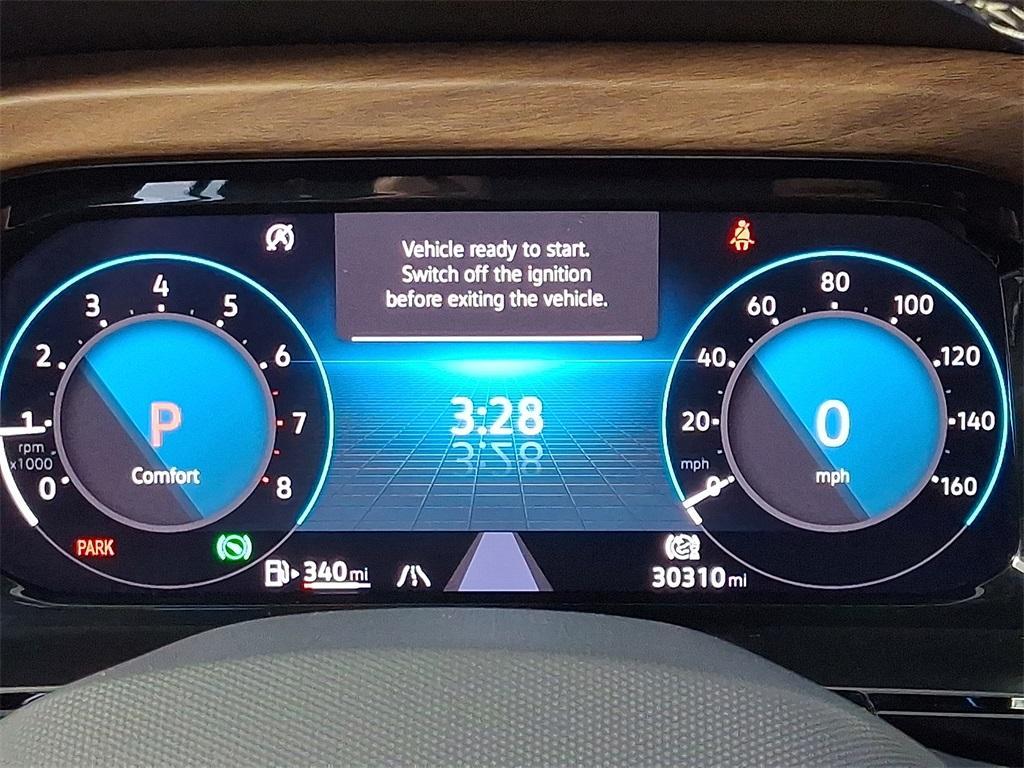 Vehicle ready to start.
Switch off the ignition
before exiting the vehicle.
4
3
5
2
6
1
7
rpm
x1000
0
8
P
Comfort
PARK
3:28
340 mi
80
60
100
40
120
20
140
mph
0
160
0
mph
30310 mi